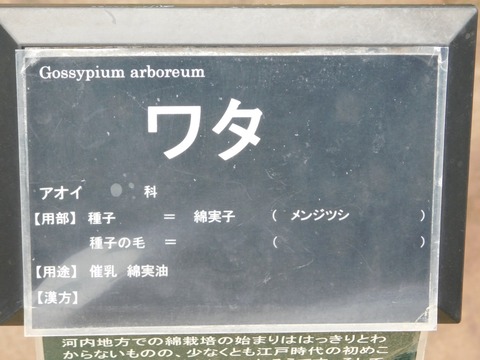 Gossypium arboreum
ワタ
アオイ 科
【用部】 種子 ＝ 綿実子 （ メンジツシ ）
種子の毛 ＝ （ ）
【用途】 催乳 綿実油
【漢方】
河内地方での綿栽培の始まりははっきりとわ
からないものの、少なくとも江戸時代の初めこ